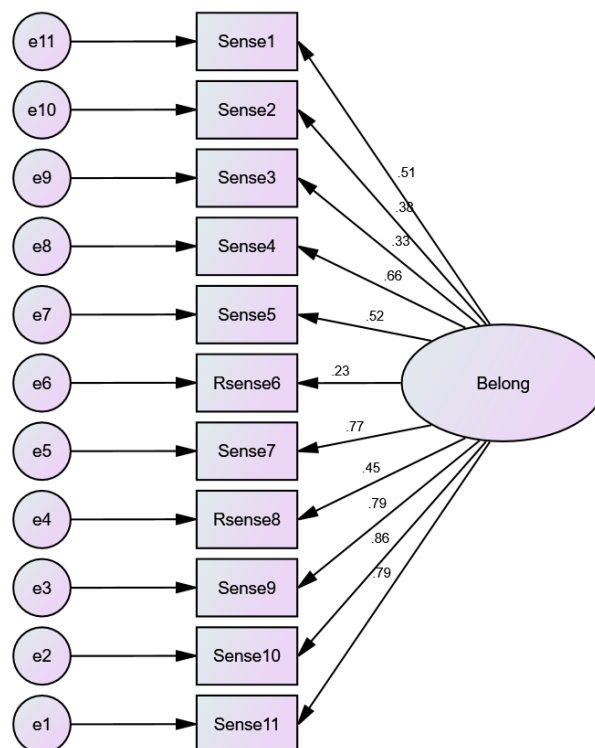 e11 Sense1
e10 Sense2
.51
e9 Sense3
.38
.33
e8 Sense4
.66
e7 Sense5
.52
e6 Rsense6
.23
Belong
e5 Sense7
.77
.45
e4 Rsense8
.79
.86
e3 Sense9
.79
e2 Sense10
e1 Sense11